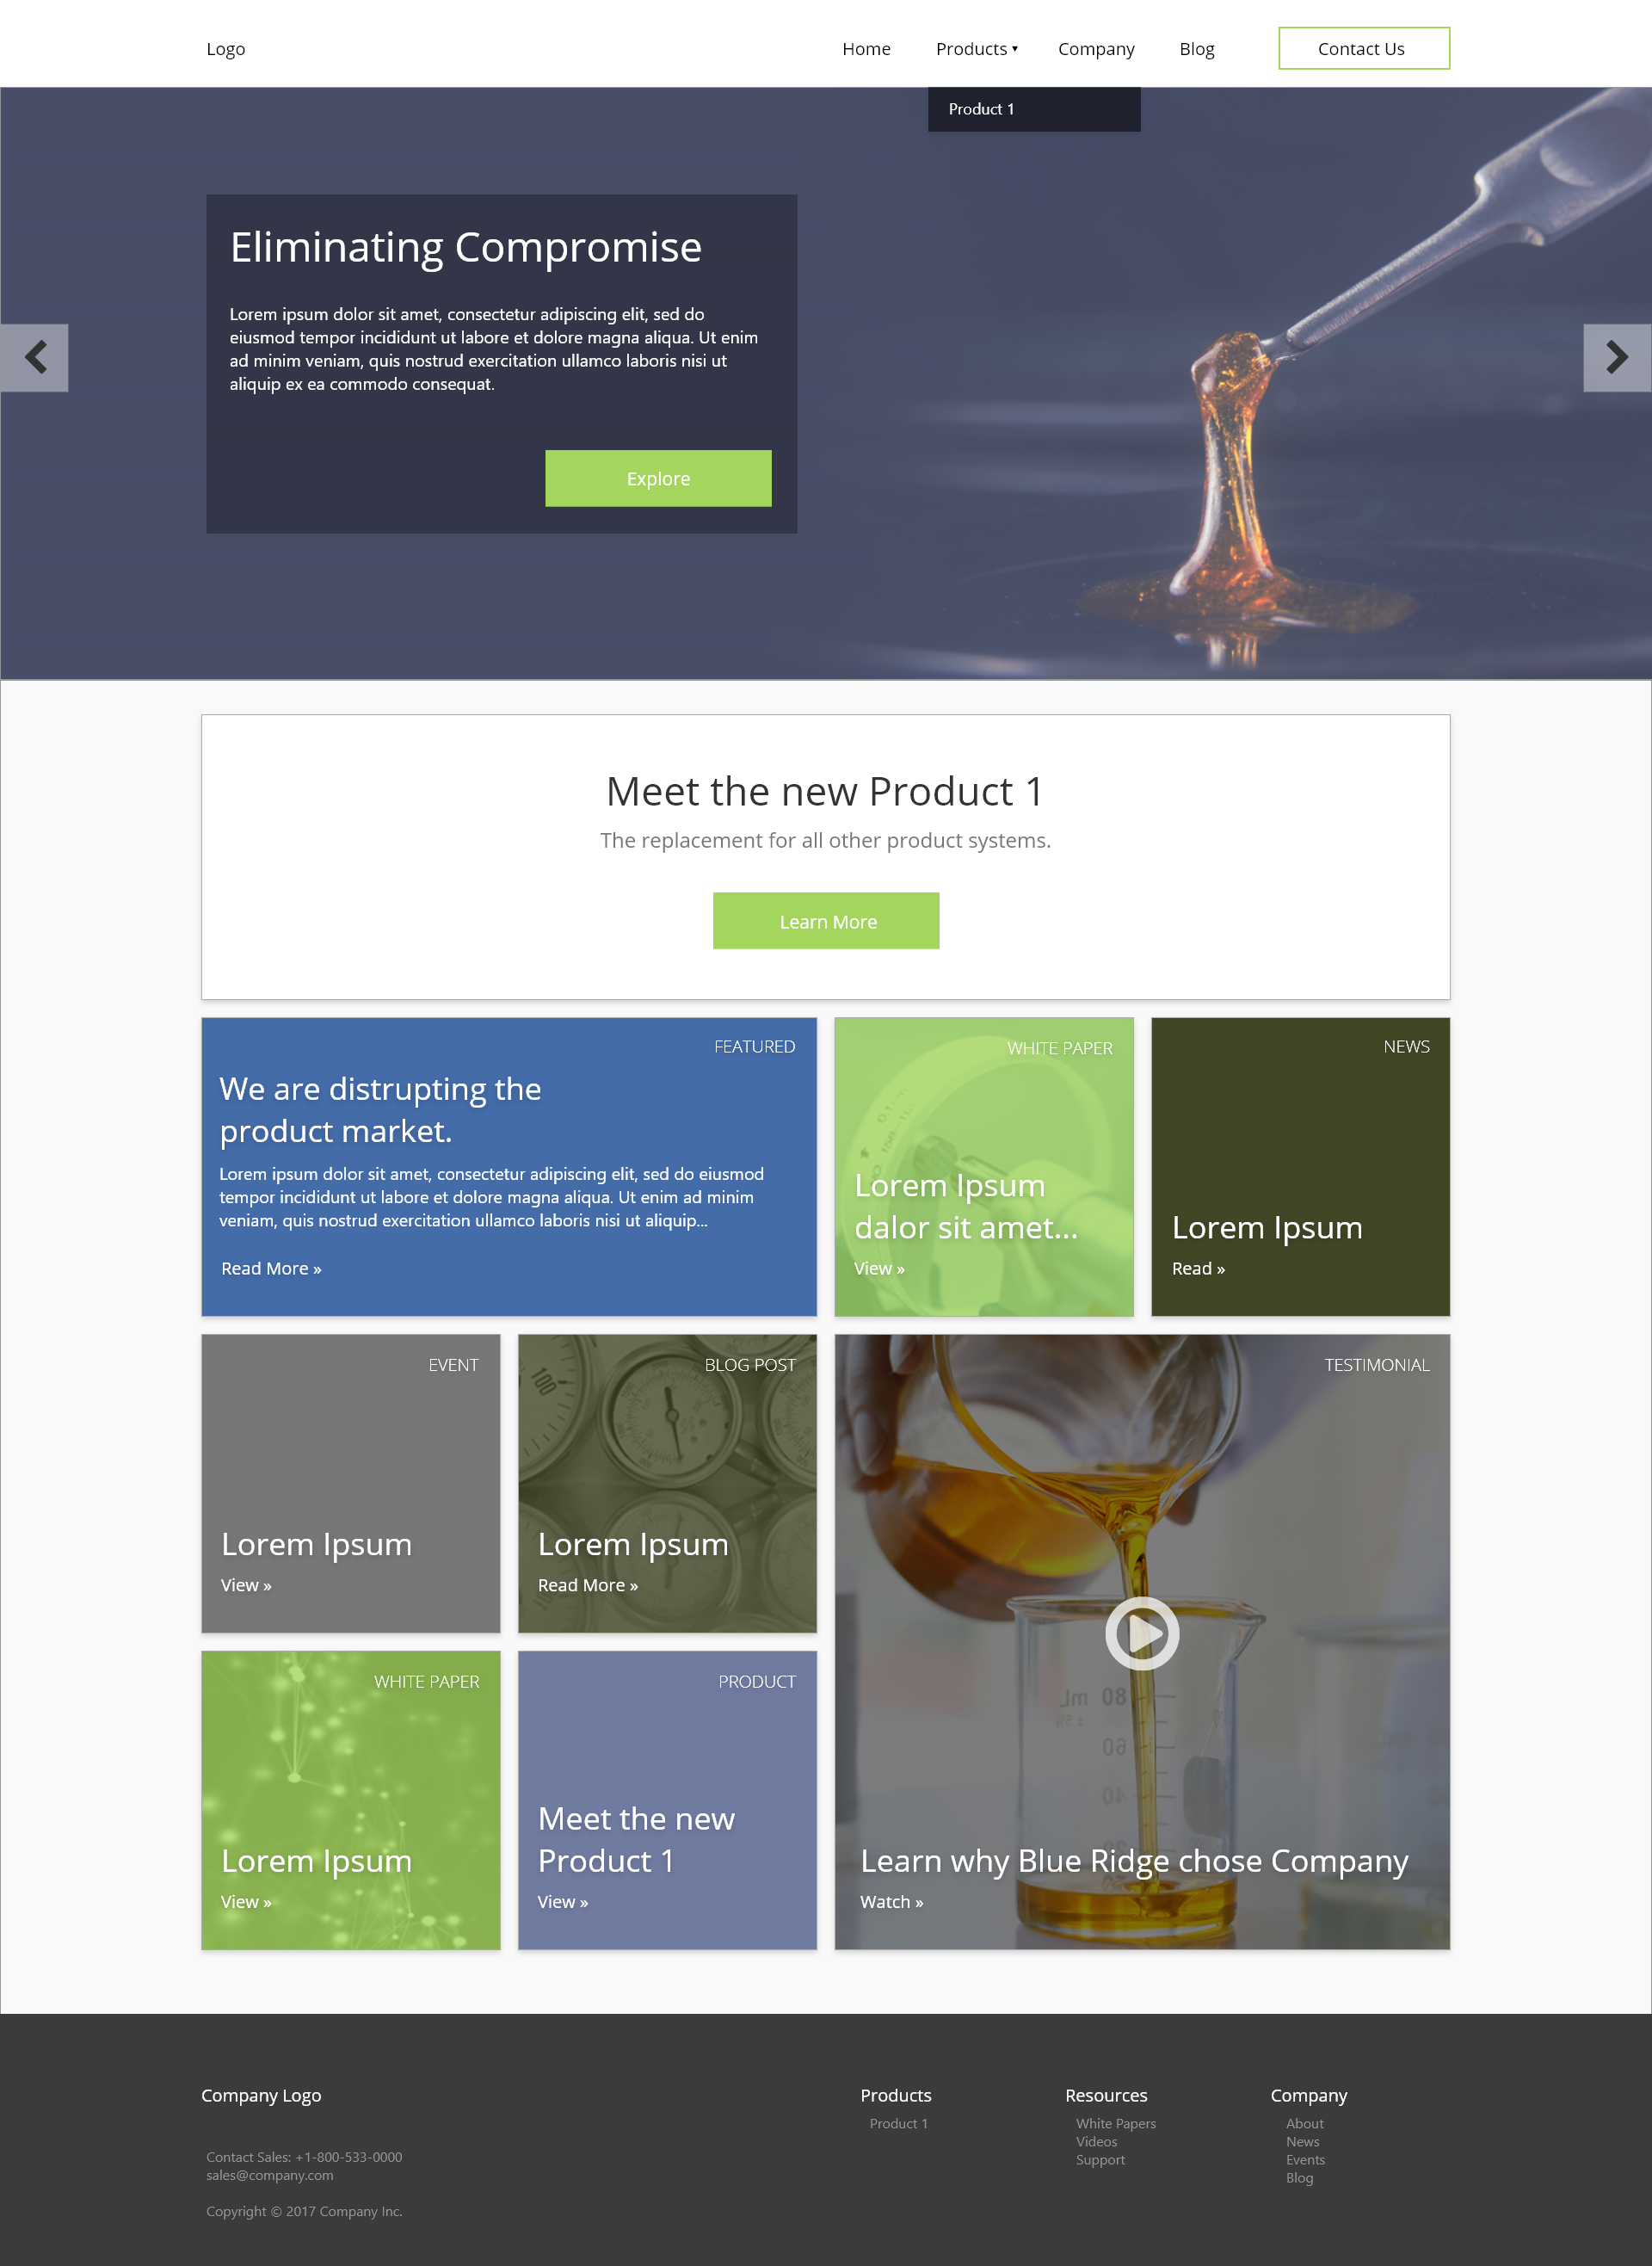 Logo
Home
Products ▾
Company
Blog
Contact Us
Product 1
Eliminating Compromise
Lorem ipsum dolor sit amet, consectetur adipiscing elit, sed do
eiusmod tempor incididunt ut labore et dolore magna aliqua. Ut enim
ad minim veniam, quis nostrud exercitation ullamco laboris nisi ut
aliquip ex ea commodo consequat.
Explore
Meet the new Product 1
The replacement for all other product systems.
Learn More
FEATURED
We are distrupting the
product market.
Lorem ipsum dolor sit amet, consectetur adipiscing elit, sed do eiusmod
tempor incididunt ut labore et dolore magna aliqua. Ut enim ad minim
veniam, quis nostrud exercitation ullamco laboris nisi ut aliquip...
Read More »
WHITE PAPER
Lorem Ipsum
dalor sit amet...
View »
NEWS
Lorem Ipsum
Read »
EVENT
Lorem Ipsum
View »
BLOG POST
100
Lorem Ipsum
Read More »
TESTIMONIAL
mL 80
60
40
Learn why Blue Ridge chose Company
Watch »
WHITE PAPER
Lorem Ipsum
View »
PRODUCT
Meet the new
Product 1
View »
Company Logo
Contact Sales: +1-800-533-0000
sales@company.com
Copyright © 2017 Company Inc.
Products
Product 1
Resources
White Papers
Videos
Support
Company
About
News
Events
Blog